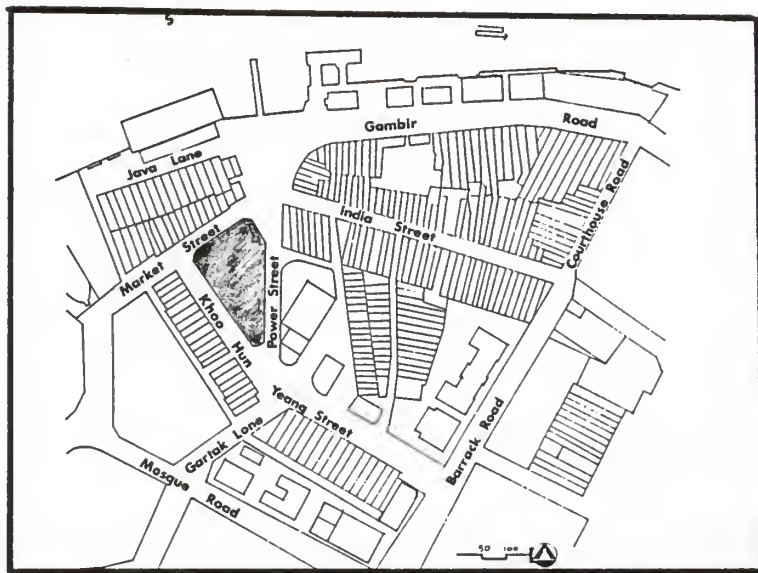 Gambir Road
Java Lane
India Street
Courthouse Road
Market Street
Khoo Hun Yeang Street
Power Street
Gartak Lane
Mosque Road
Barrack Road
50 100